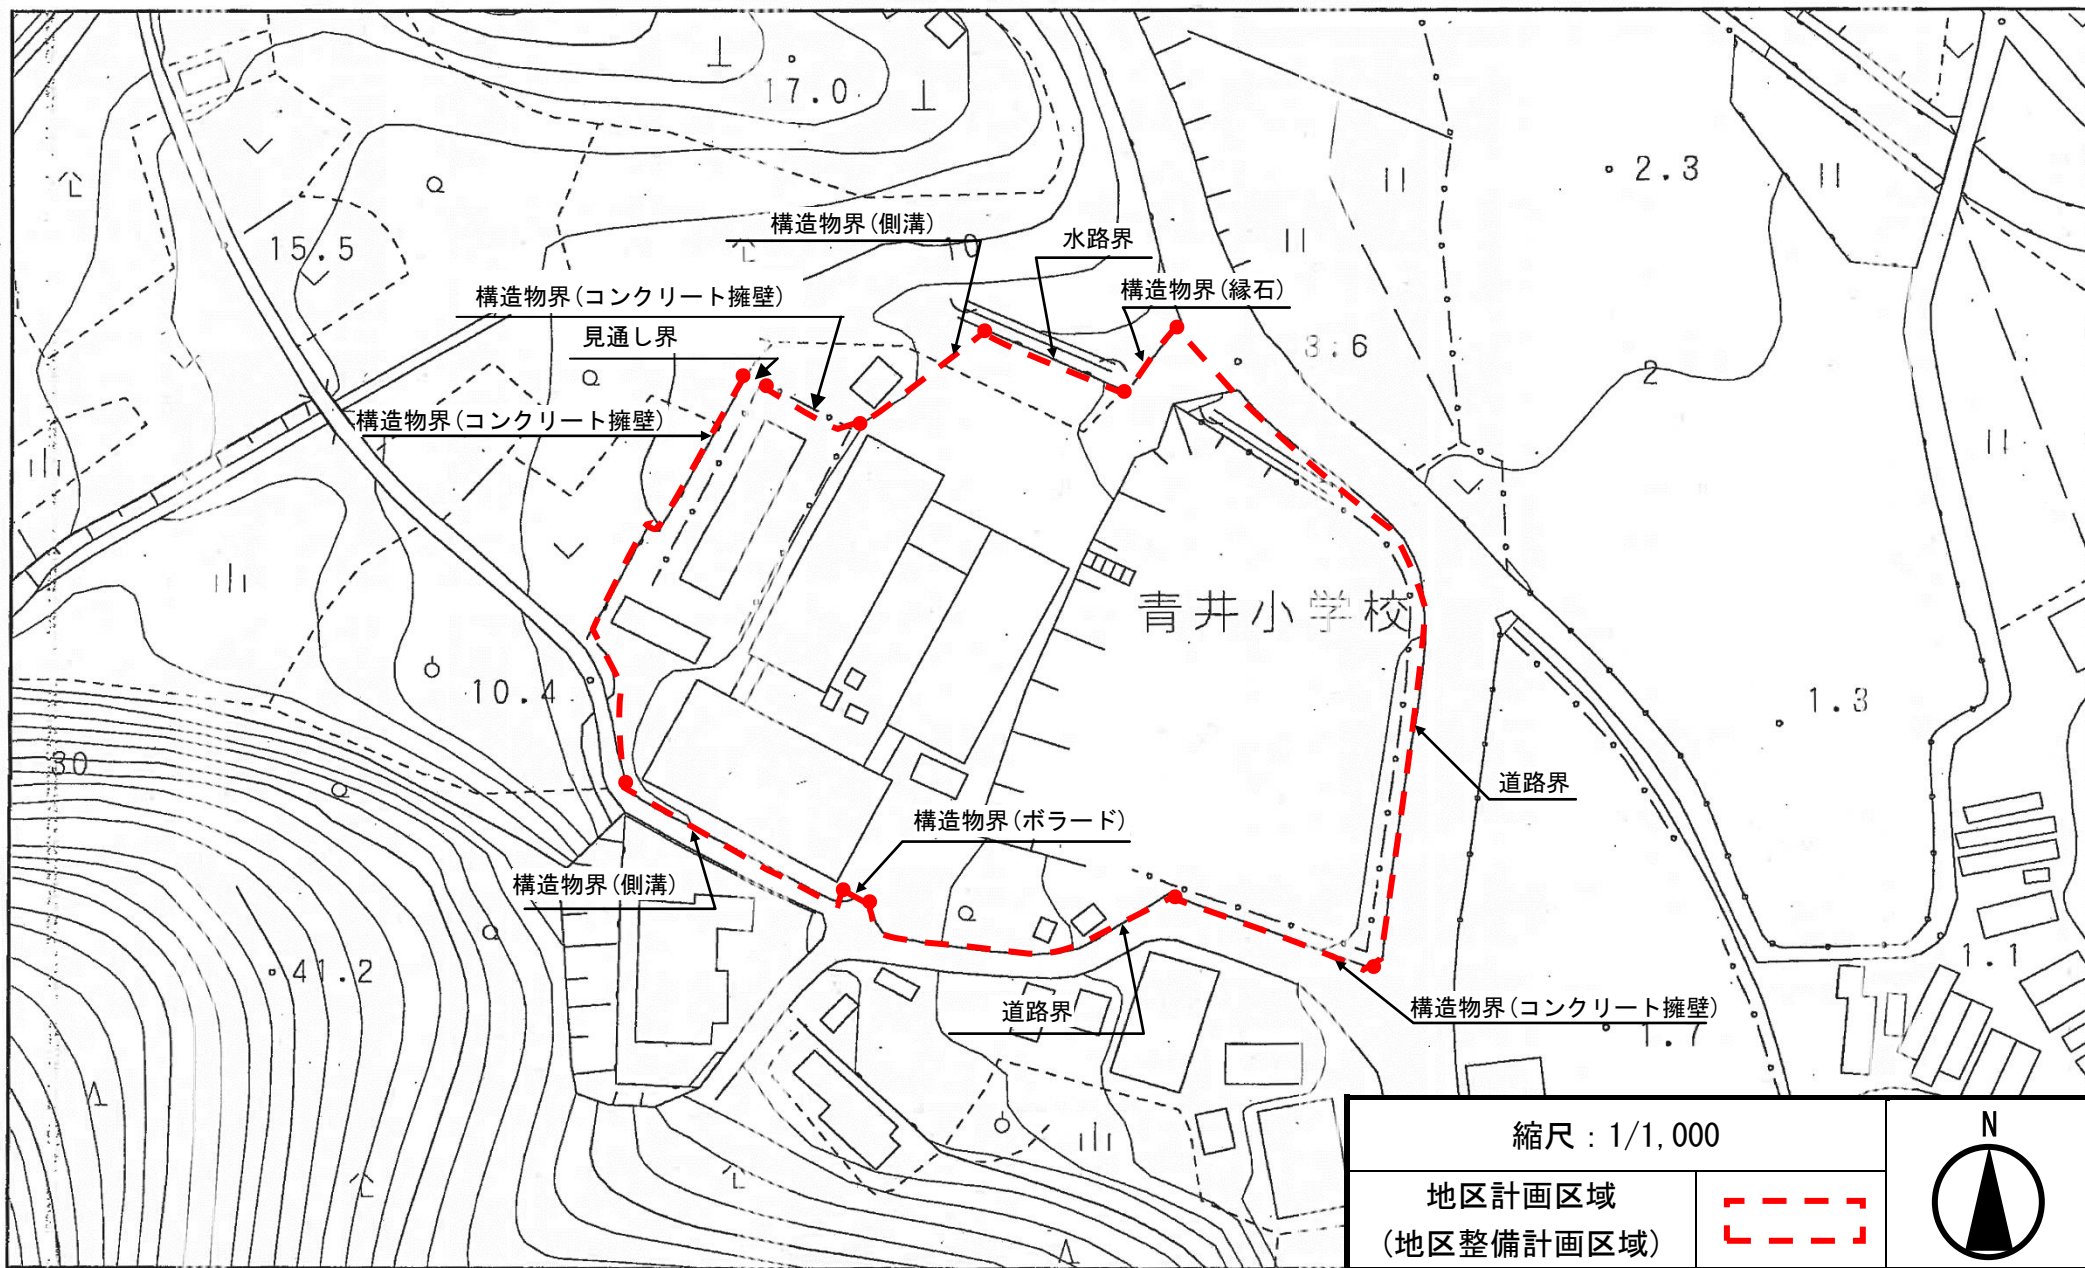 17.0
2.3
15.5
構造物界(側溝)
10
水路界
構造物界(コンクリート擁壁)
構造物界(縁石)
見通し界
3.6
2
構造物界(コンクリート擁壁)
青井小学校
10.4
1.3
30
道路界
構造物界(ボラード)
構造物界(側溝)
41.2
1.1
道路界
構造物界(コンクリート擁壁)
1.7
縮尺：1/1,000
N
地区計画区域
(地区整備計画区域)